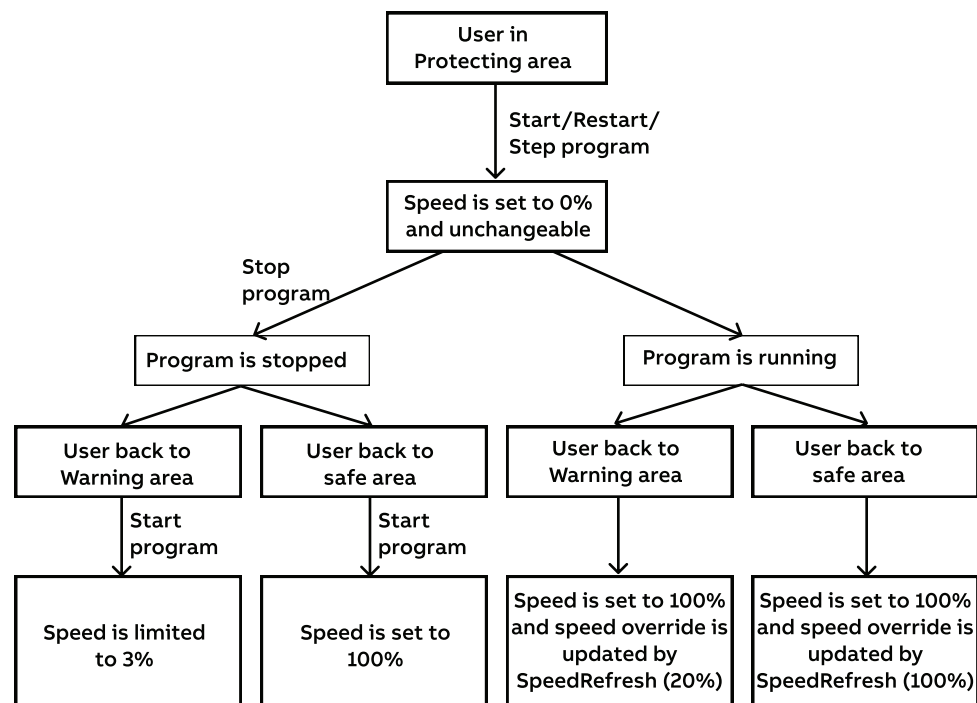 User in
Protecting area
Start/Restart/
Step program
Speed is set to 0%
and unchangeable
Stop
program
Program is stopped
Program is running
User back to
Warning area
User back to
safe area
User back to
Warning area
User back to
safe area
Start
program
Start
program
Speed is limited
to 3%
Speed is set to
100%
Speed is set to 100%
and speed override is
updated by
SpeedRefresh (20%)
Speed is set to 100%
and speed override is
updated by
SpeedRefresh (100%)